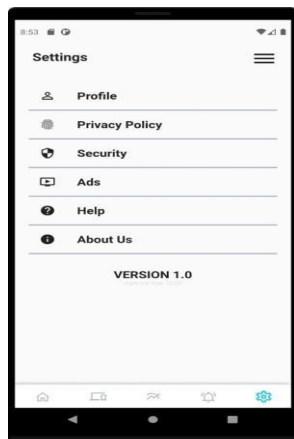 8:53
Settings
Profile
Privacy Policy
Security
Ads
Help
About Us
VERSION 1.0